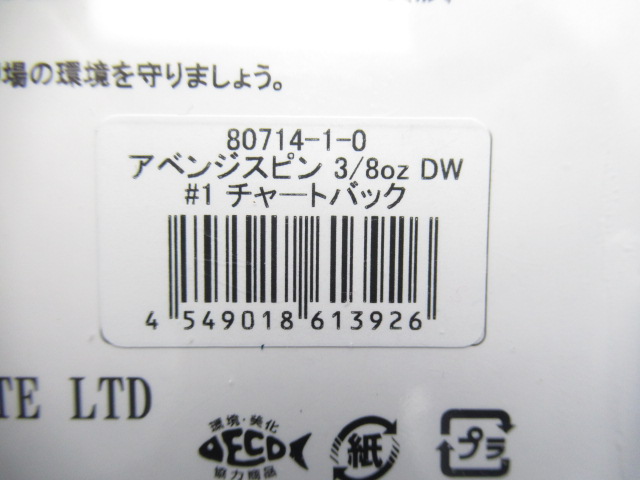 場の環境を守りましょう。
80714-1-0
アベンジスピン 3/8oz DW
#1 チャートバック
4 549018 613926
TE LTD
環境・美化
ECO
協力商品
紙
プラ